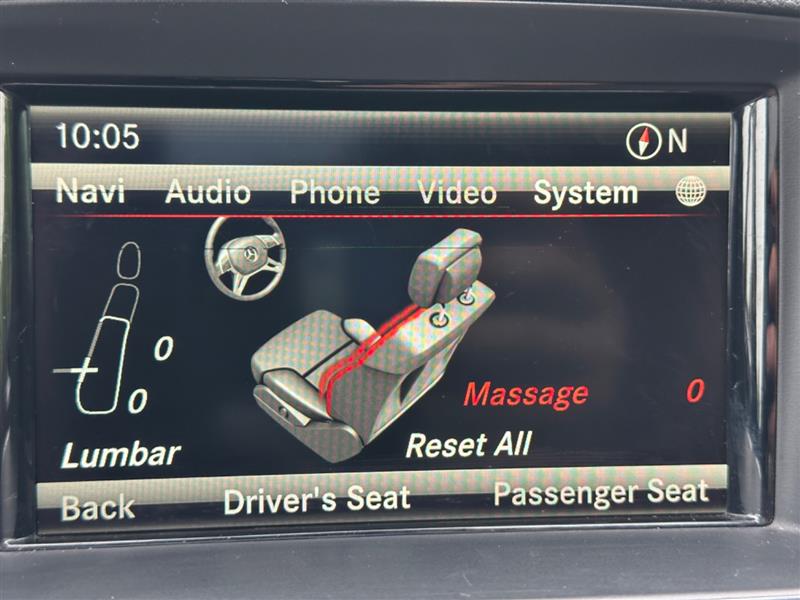 10:05 N
Navi Audio Phone Video System
0
0
Massage 0
Lumbar Reset All
Back Driver's Seat Passenger Seat